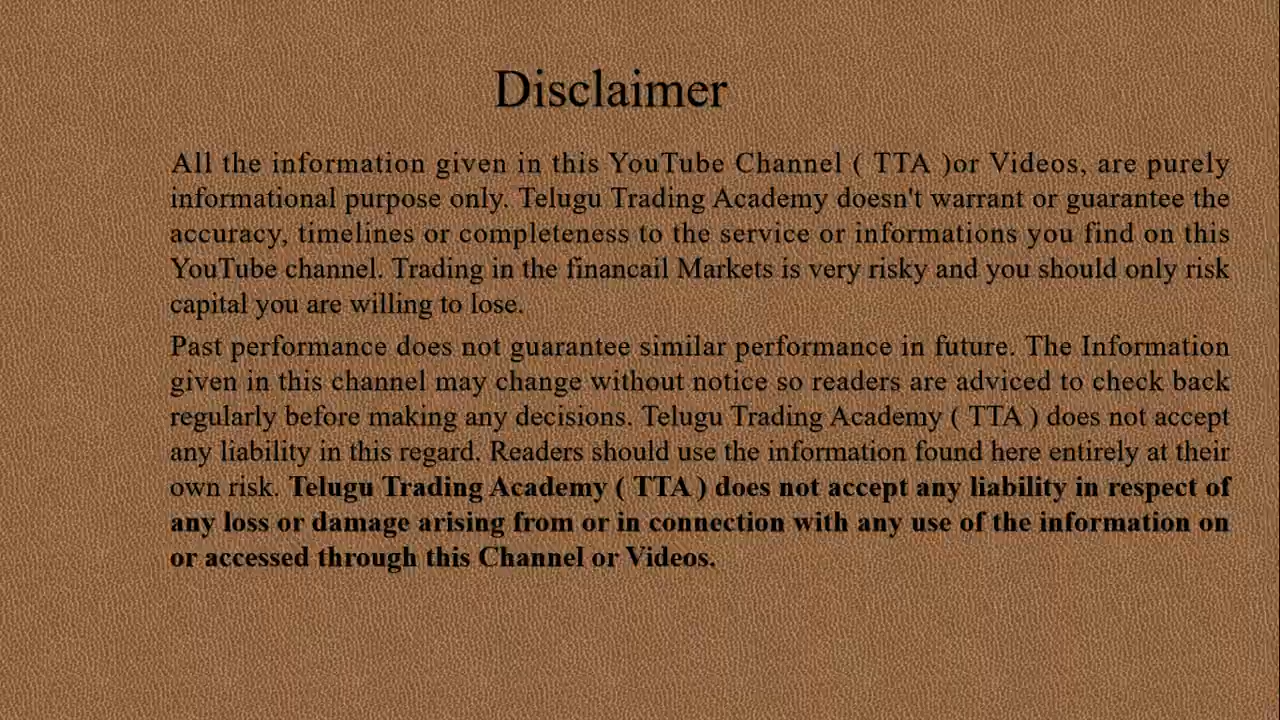 Disclaimer
All the information given in this YouTube Channel ( TTA )or Videos, are purely
informational purpose only. Telugu Trading Academy doesn't warrant or guarantee the
accuracy, timelines or completeness to the service or informations you find on this
YouTube channel. Trading in the financail Markets is very risky and you should only risk
capital you are willing to lose.
Past performance does not guarantee similar performance in future. The Information
given in this channel may change without notice so readers are adviced to check back
regularly before making any decisions. Telugu Trading Academy ( TTA ) does not accept
any liability in this regard. Readers should use the information found here entirely at their
own risk. Telugu Trading Academy ( TTA ) does not accept any liability in respect of
any loss or damage arising from or in connection with any use of the information on
or accessed through this Channel or Videos.